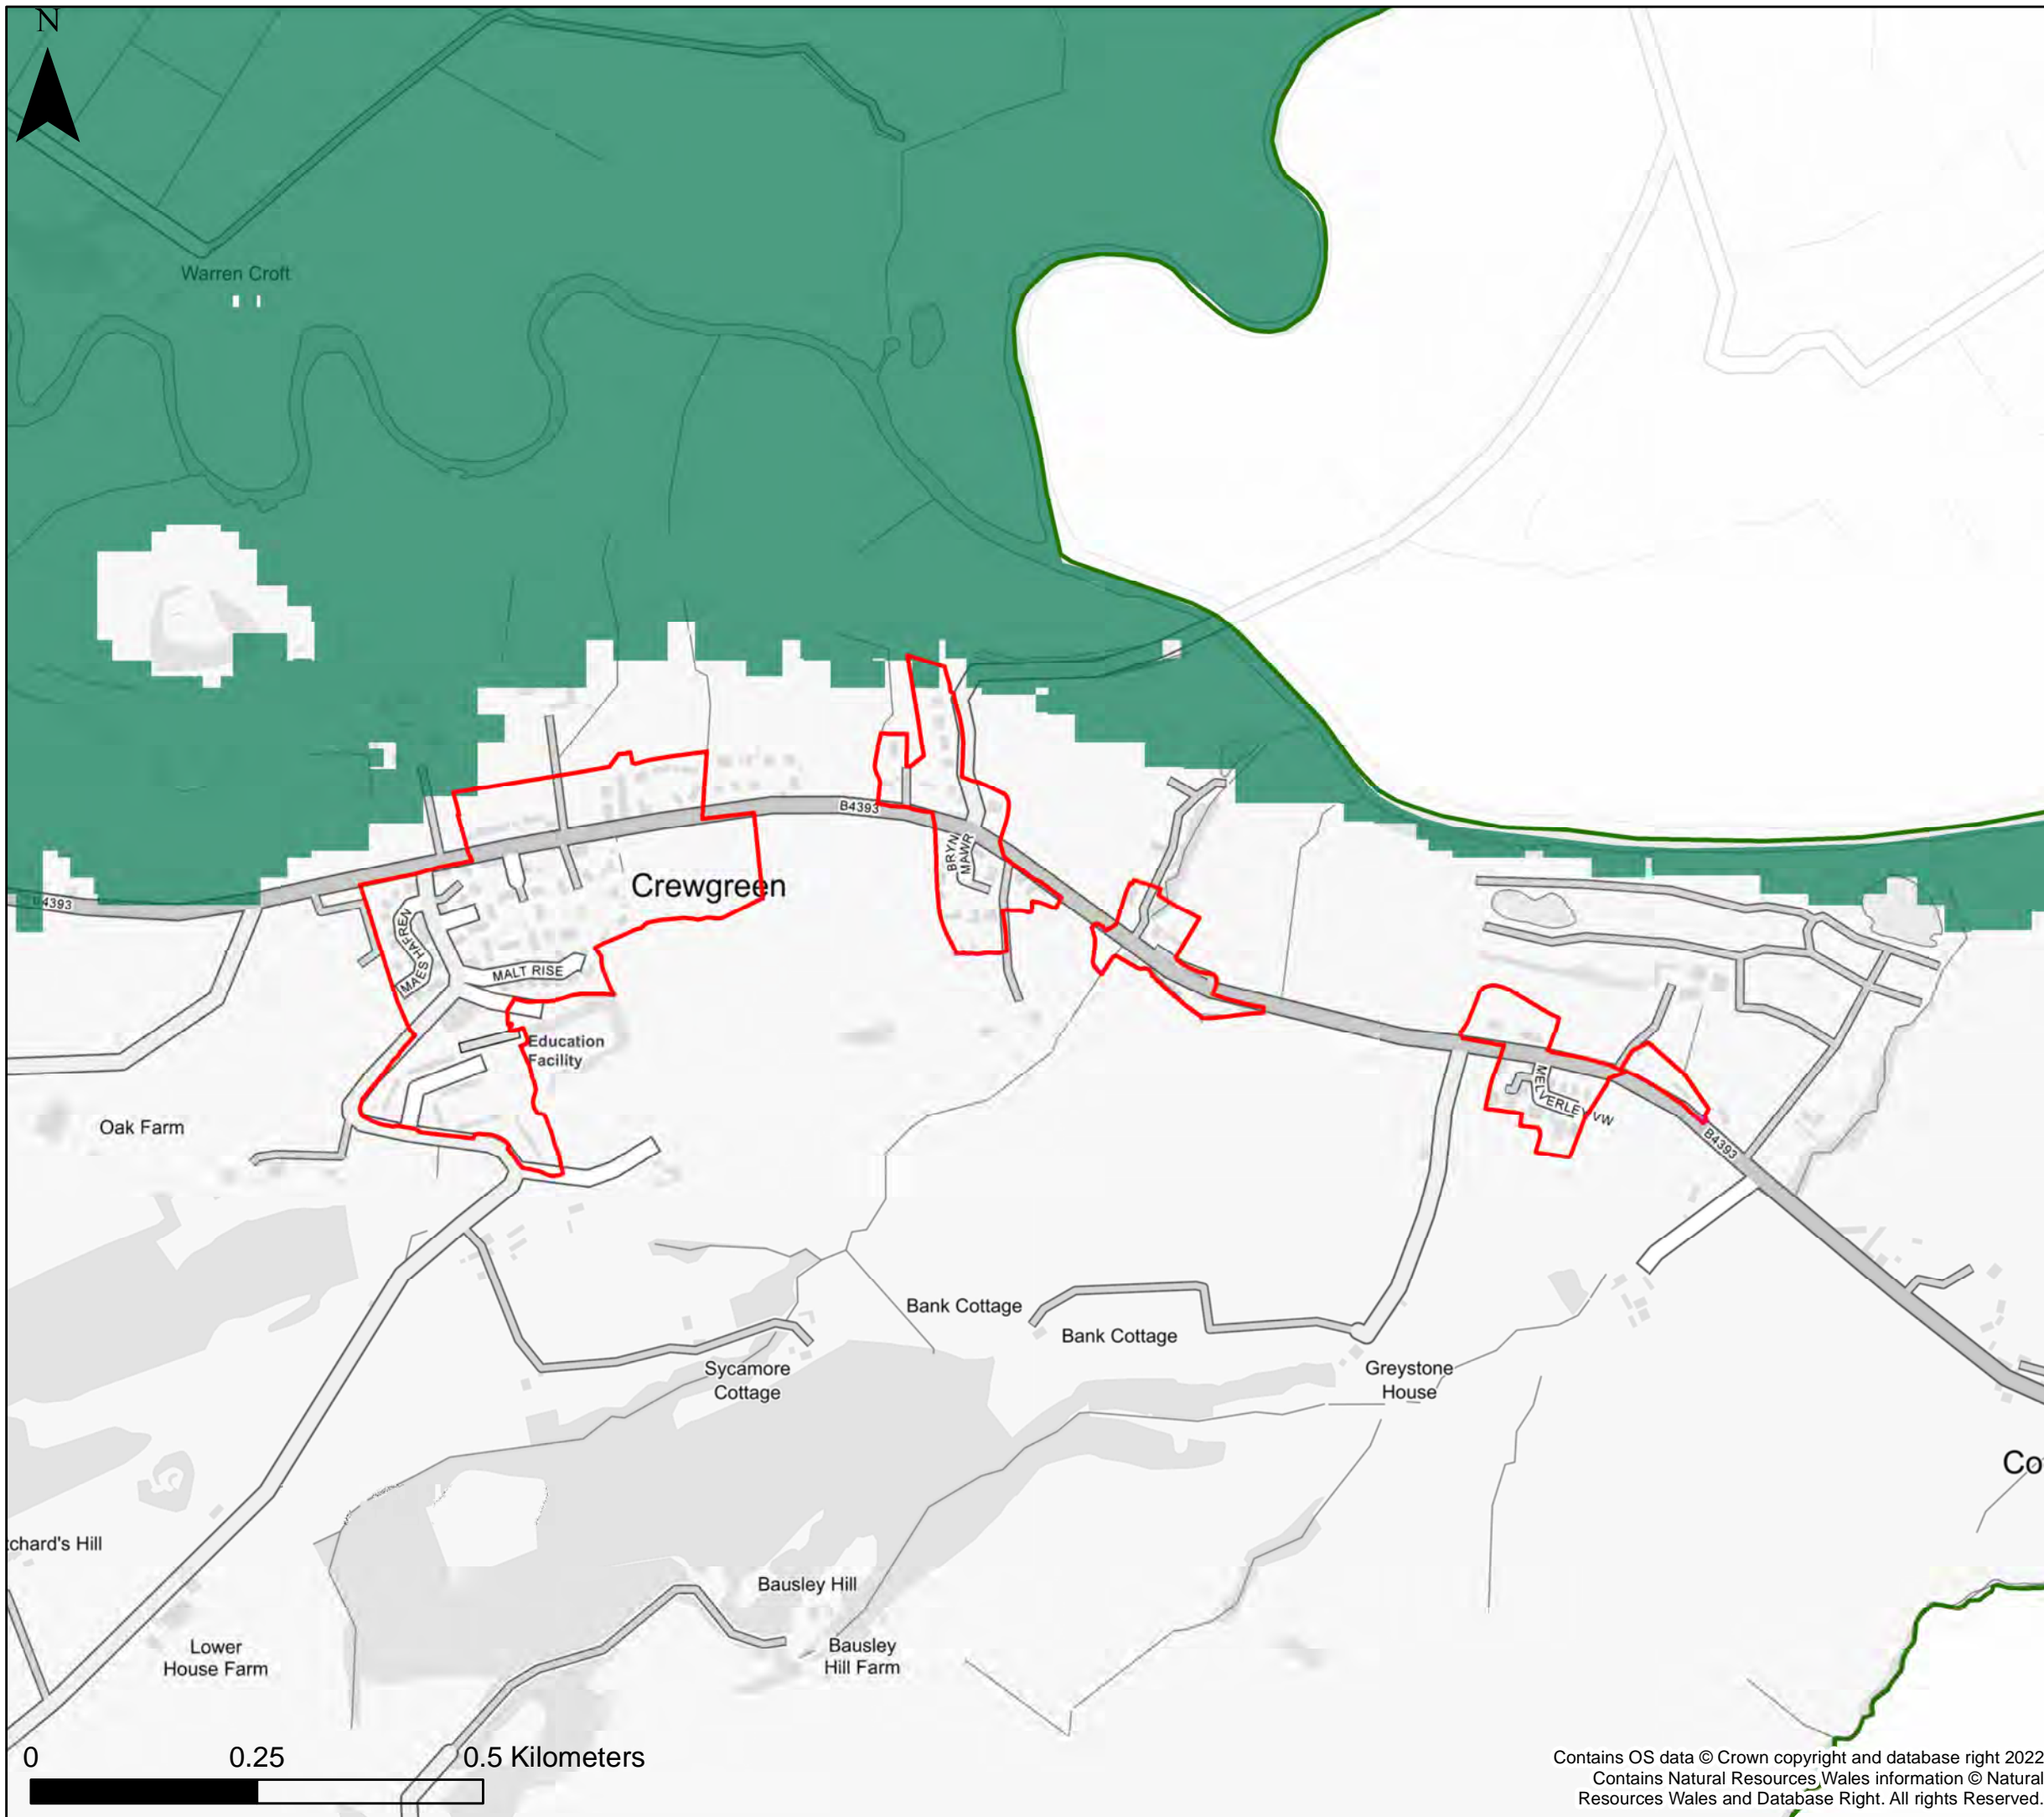 N
Warren Croft
B4393
B4393
BRYN
MAWR
Crewgreen
MAES HAFREN
MALT RISE
Education
Facility
MELVERLEY VW
B4393
Oak Farm
Bank Cottage
Bank Cottage
Sycamore
Cottage
Greystone
House
Co
chard's Hill
Bausley Hill
Lower
House Farm
Bausley
Hill Farm
0 0.25 0.5 Kilometers
Contains OS data © Crown copyright and database right 2022
Contains Natural Resources Wales information © Natural
Resources Wales and Database Right. All rights Reserved.